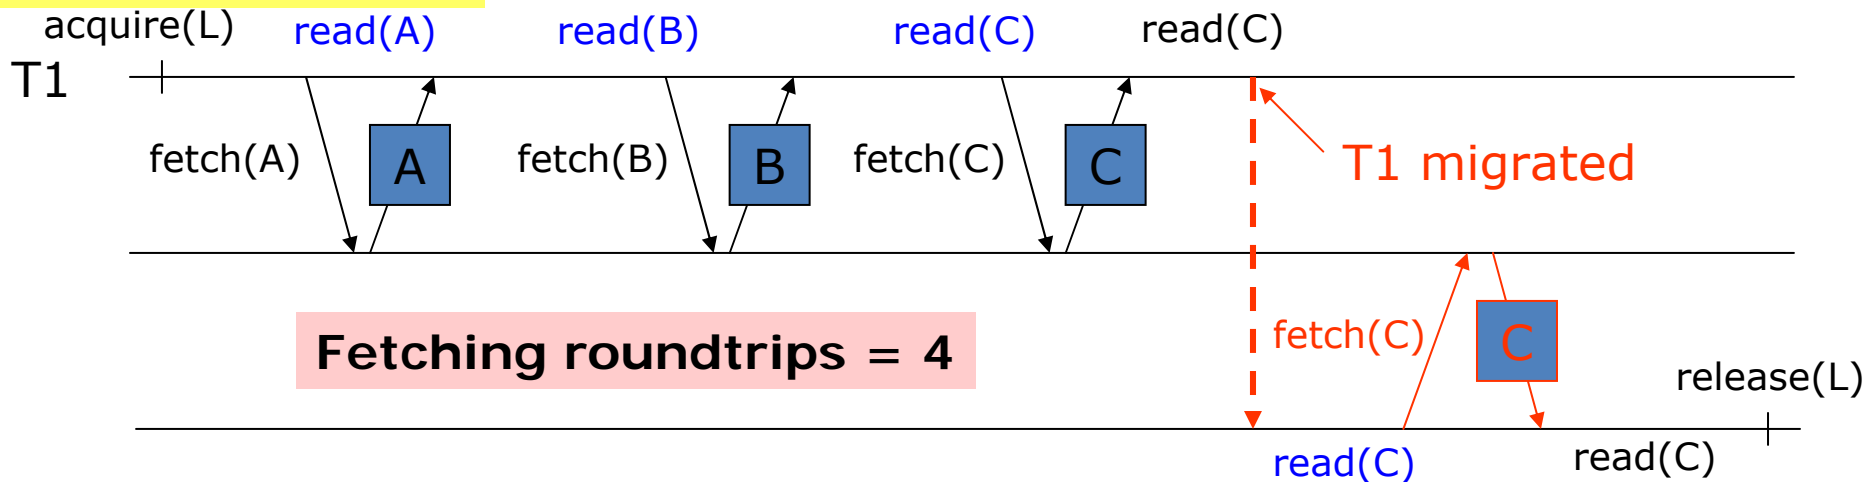 acquire(L) read(A) read(B) read(C) read(C)
T1
fetch(A) A fetch(B) B fetch(C) C T1 migrated
Fetching roundtrips = 4
fetch(C) C
release(L)
read(C) read(C)